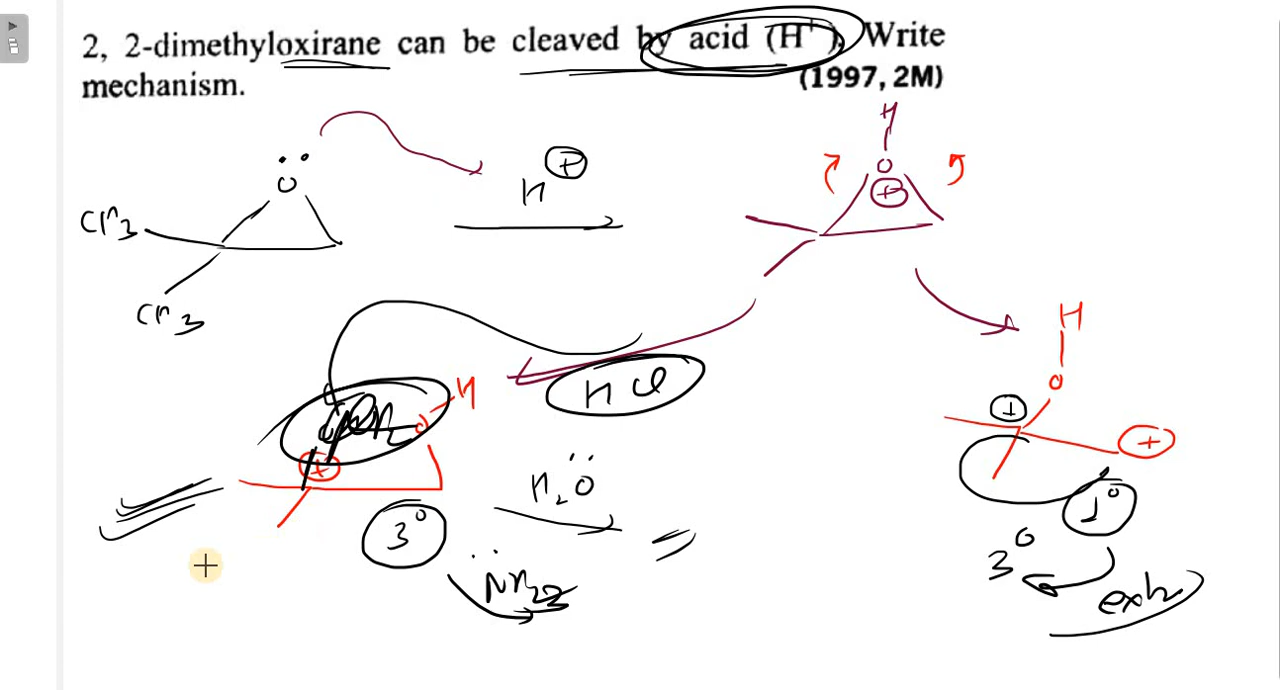 2, 2-dimethyloxirane can be cleaved by acid (H⁺). Write
mechanism. (1997, 2M)
H
O
H ⊕
O
⊕
CH3
CH3
H
HCl
O
H
⊕
⊕
⊕
H2O
3°
1°
3°
NH3